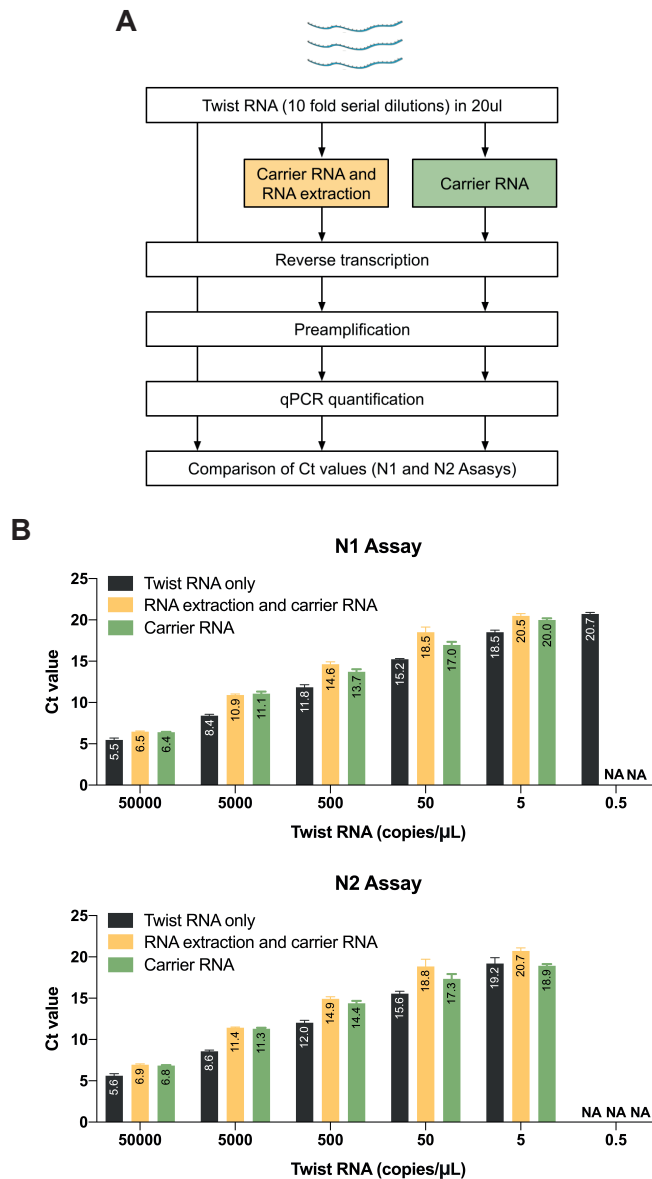 A
Twist RNA (10 fold serial dilutions) in 20ul
Carrier RNA and
RNA extraction
Carrier RNA
Reverse transcription
Preamplification
qPCR quantification
Comparison of Ct values (N1 and N2 Asasys)
B
N1 Assay
Twist RNA only
RNA extraction and carrier RNA
Carrier RNA
Ct value
25
20
15
10
5
0
5.5 6.5 6.4
8.4 10.9 11.1
11.8 14.6 13.7
15.2 18.5 17.0
18.5 20.5 20.0
20.7 NA NA
50000 5000 500 50 5 0.5
Twist RNA (copies/μL)
N2 Assay
Twist RNA only
RNA extraction and carrier RNA
Carrier RNA
Ct value
25
20
15
10
5
0
5.6 6.9 6.8
8.6 11.4 11.3
12.0 14.9 14.4
15.6 18.8 17.3
19.2 20.7 18.9
NA NA NA
50000 5000 500 50 5 0.5
Twist RNA (copies/μL)